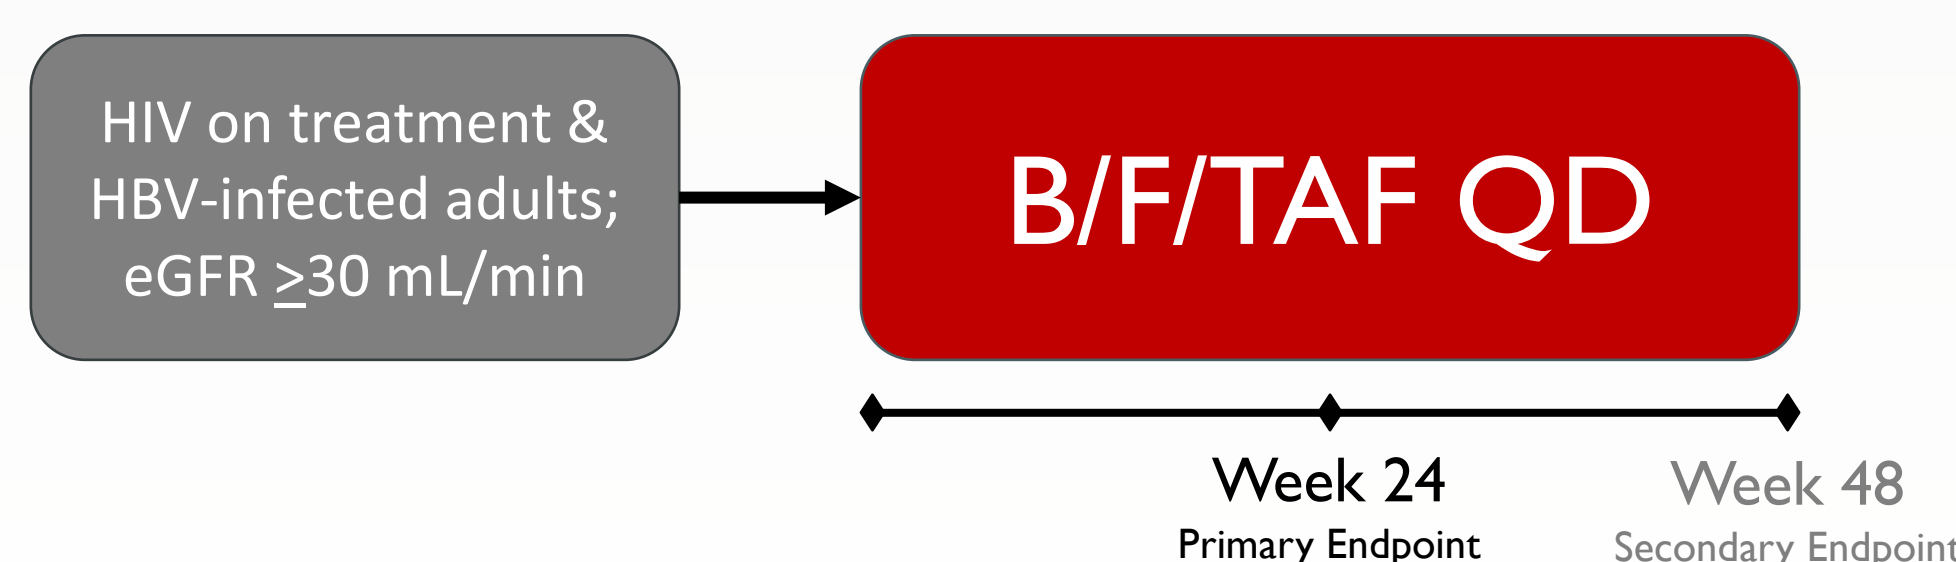 HIV on treatment &
HBV-infected adults;
eGFR ≥30 mL/min
B/F/TAF QD
Week 24
Primary Endpoint
Week 48
Secondary Endpoint